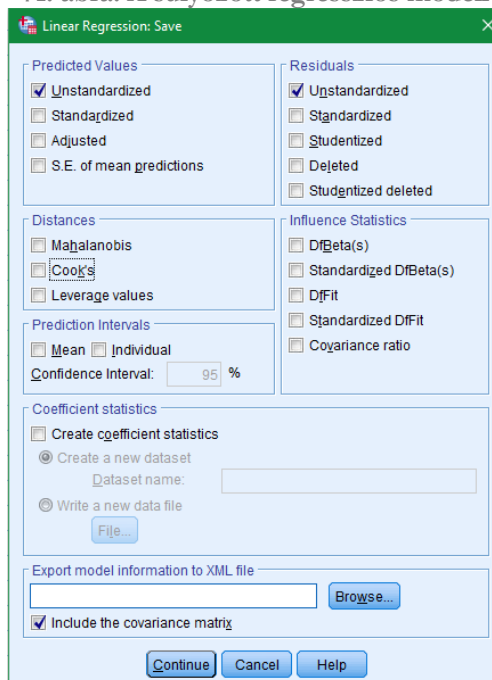 Linear Regression: Save
Predicted Values
Unstandardized
Standardized
Adjusted
S.E. of mean predictions
Residuals
Unstandardized
Standardized
Studentized
Deleted
Studentized deleted
Distances
Mahalanobis
Cook's
Leverage values
Influence Statistics
DfBeta(s)
Standardized DfBeta(s)
DfFit
Standardized DfFit
Covariance ratio
Prediction Intervals
Mean Individual
Confidence Interval: 95 %
Coefficient statistics
Create coefficient statistics
Create a new dataset
Dataset name:
Write a new data file
File...
Export model information to XML file
Browse...
Include the covariance matrix
Continue Cancel Help